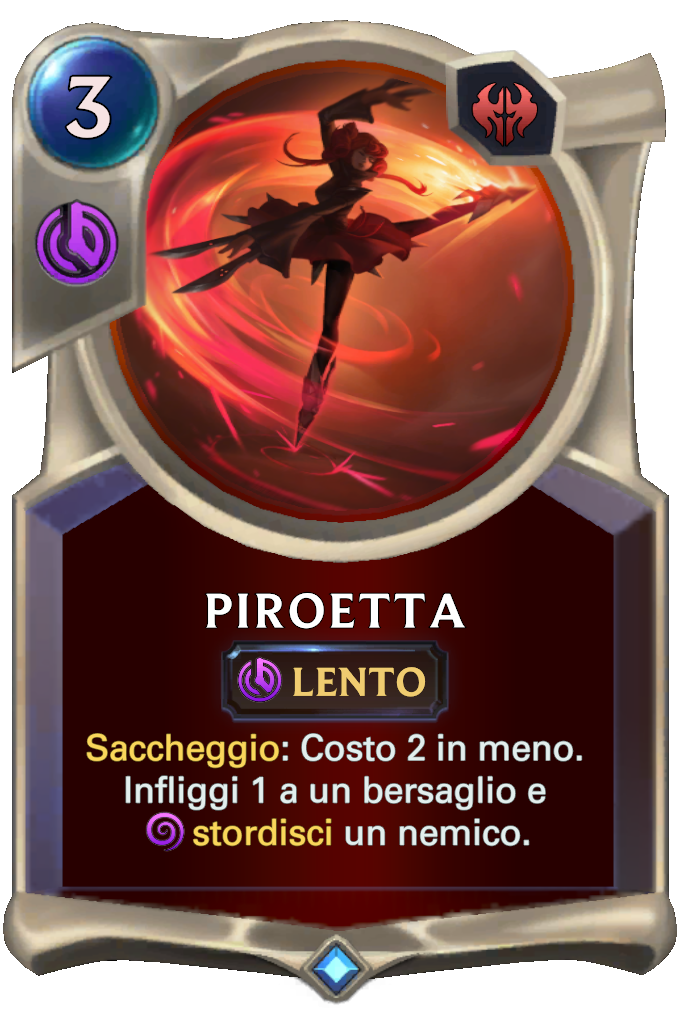 3
PIROETTA
LENTO
Saccheggio: Costo 2 in meno.
Infliggi 1 a un bersaglio e
stordisci un nemico.